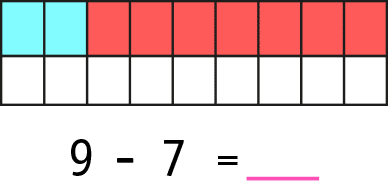 9 - 7 = ___